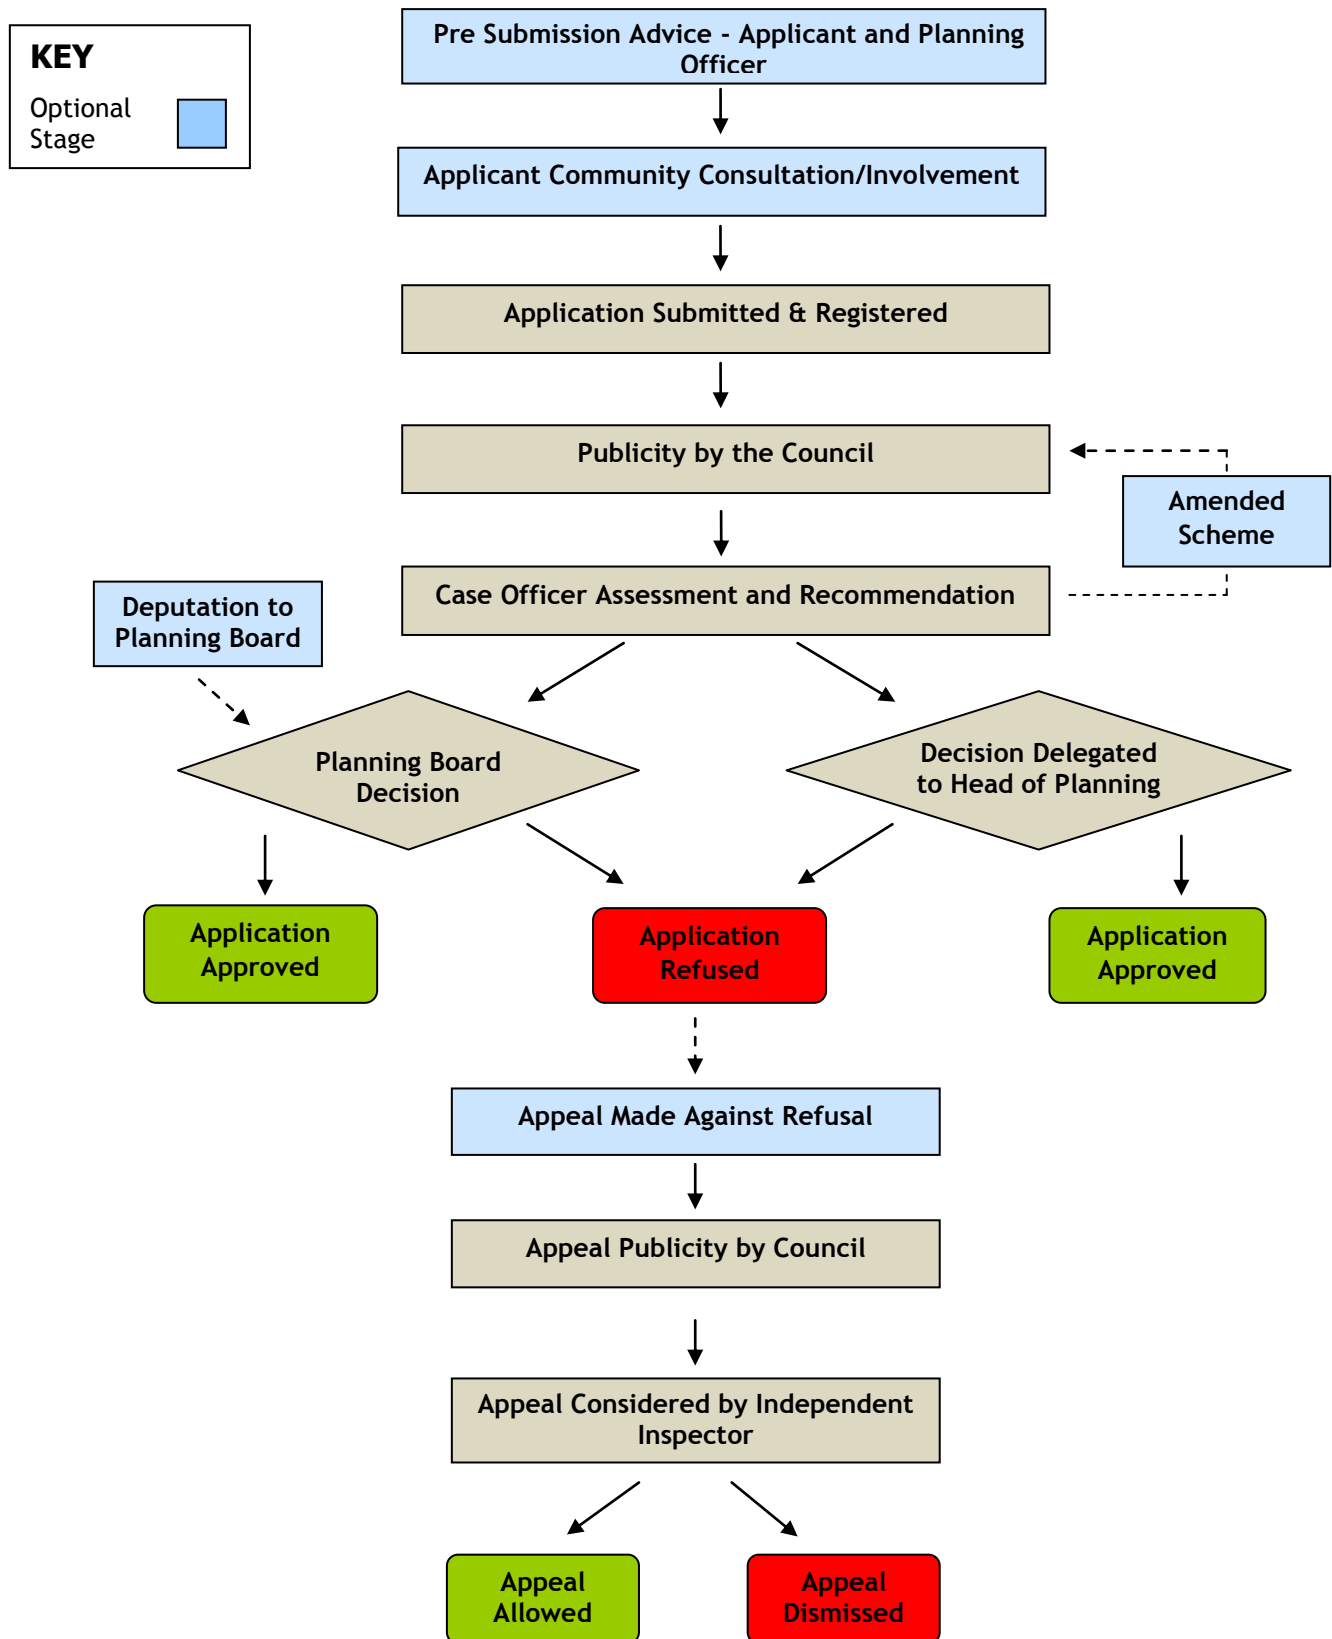 KEY
Optional
Stage
Pre Submission Advice - Applicant and Planning
Officer
Applicant Community Consultation/Involvement
Application Submitted & Registered
Publicity by the Council
Amended
Scheme
Case Officer Assessment and Recommendation
Deputation to
Planning Board
Planning Board
Decision
Decision Delegated
to Head of Planning
Application
Approved
Application
Refused
Application
Approved
Appeal Made Against Refusal
Appeal Publicity by Council
Appeal Considered by Independent
Inspector
Appeal
Allowed
Appeal
Dismissed